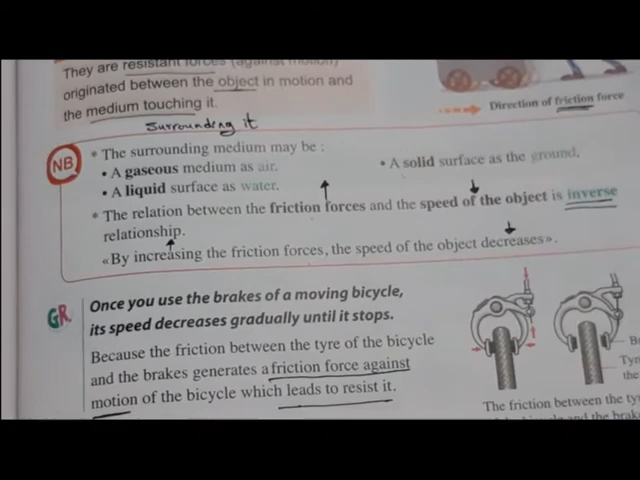 They are resistant forces (against motion)
originated between the object in motion and
the medium touching it.
surrounding it
Direction of friction force
NB
• The surrounding medium may be :
• A gaseous medium as air.
• A solid surface as the ground.
• A liquid surface as water.
• The relation between the friction forces and the speed of the object is inverse
relationship.
«By increasing the friction forces, the speed of the object decreases».
GR
Once you use the brakes of a moving bicycle,
its speed decreases gradually until it stops.
Because the friction between the tyre of the bicycle
and the brakes generates a friction force against
motion of the bicycle which leads to resist it.
The friction between the